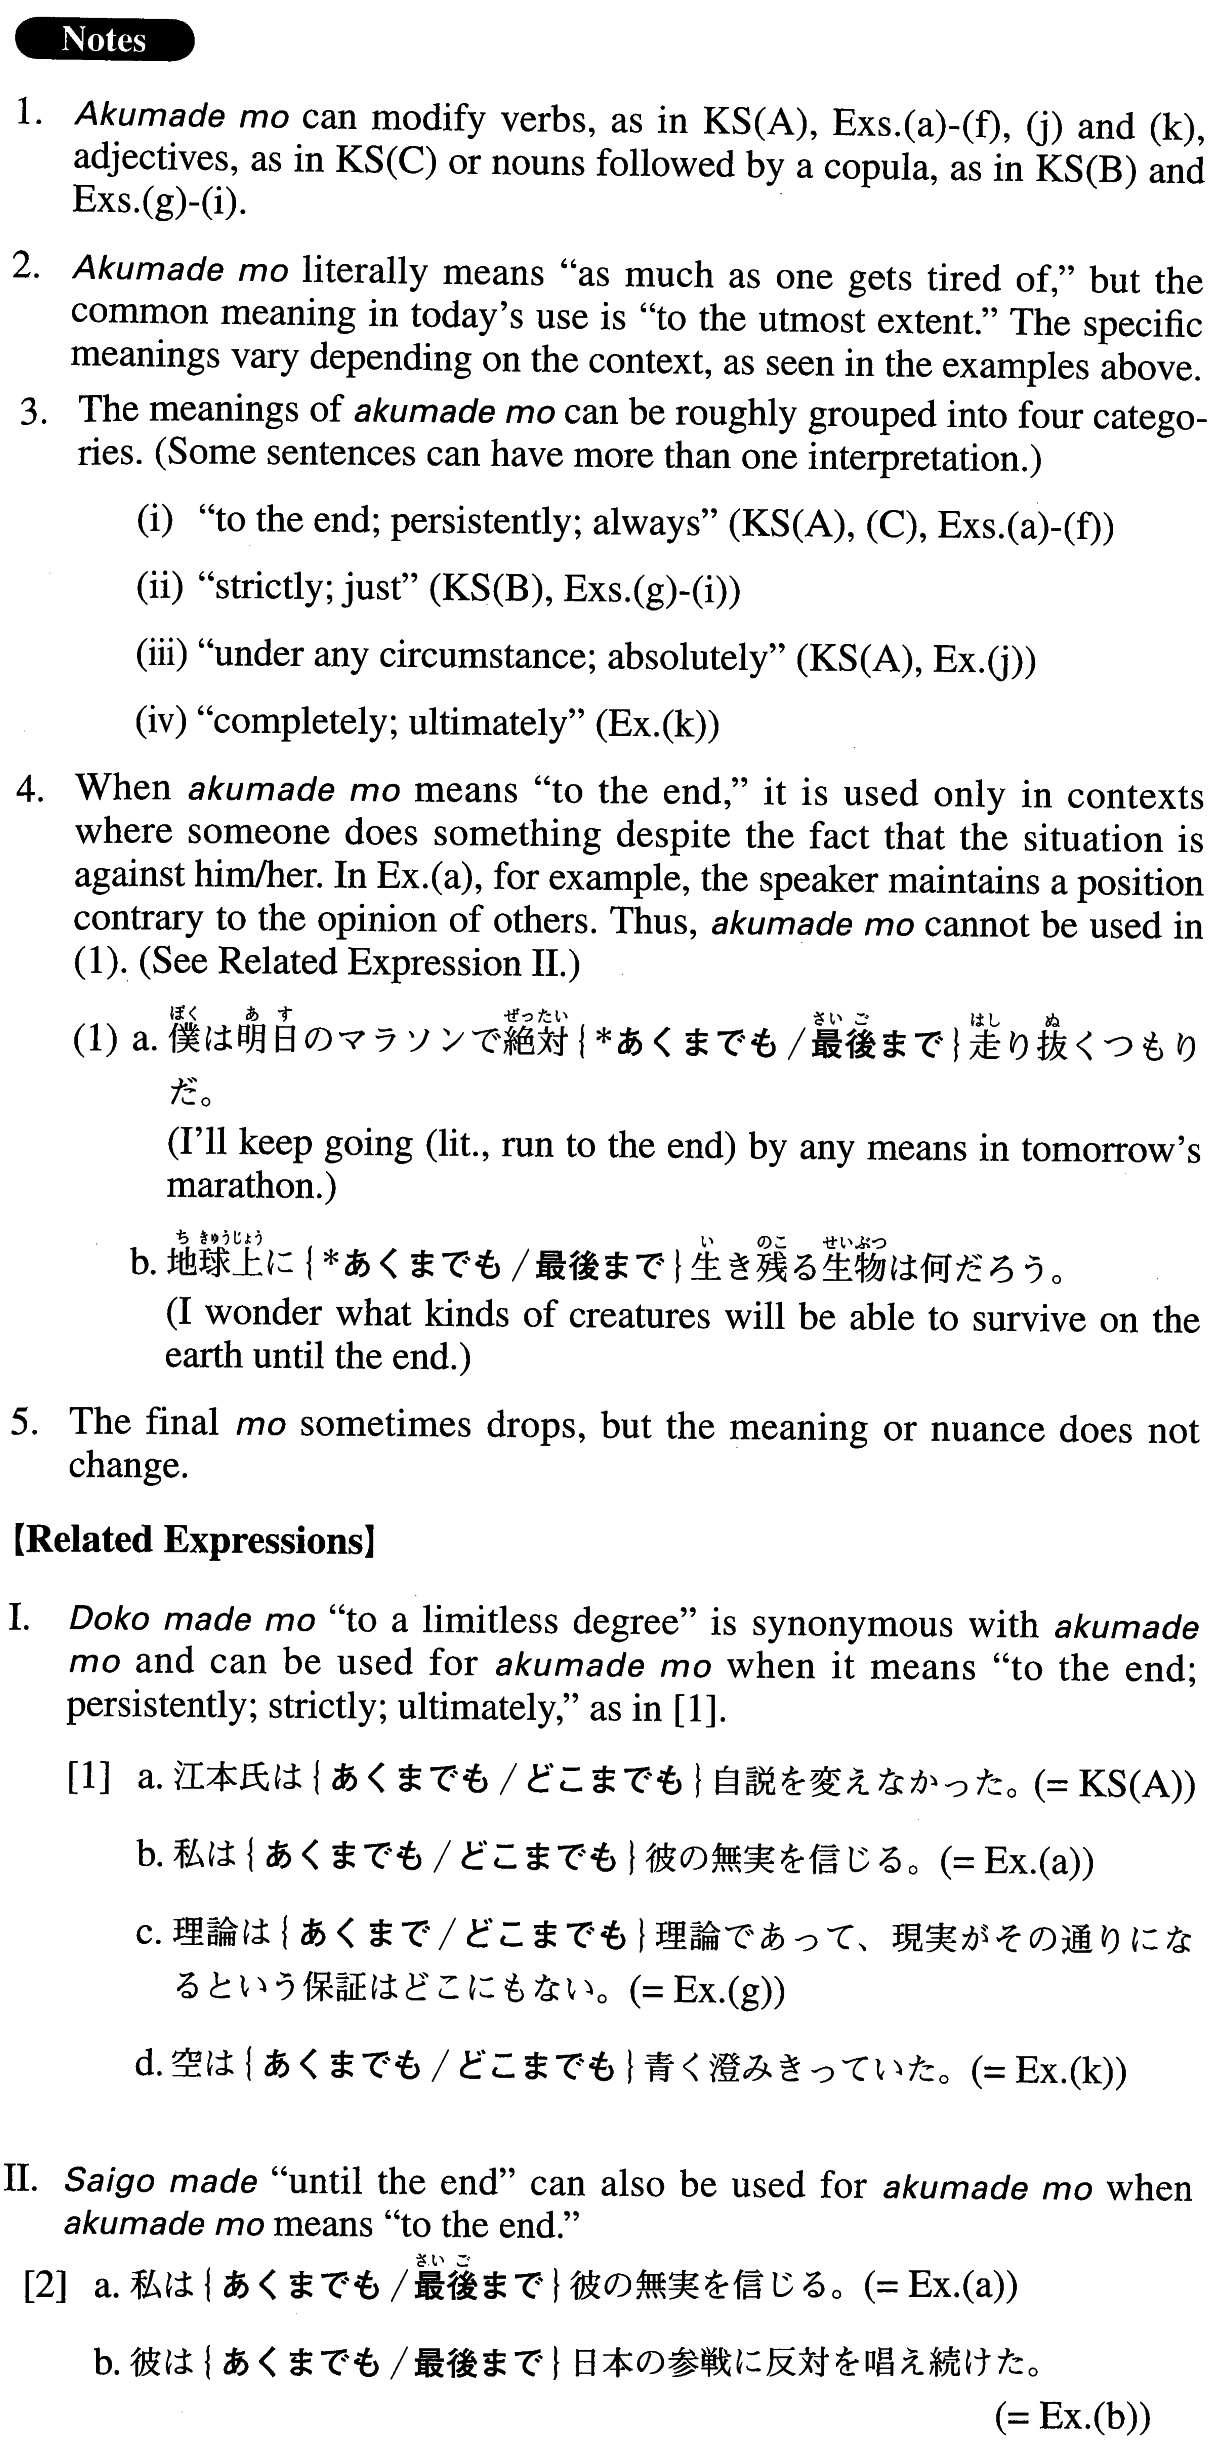 Notes
1. Akumade mo can modify verbs, as in KS(A), Exs.(a)-(f), (j) and (k),
adjectives, as in KS(C) or nouns followed by a copula, as in KS(B) and
Exs.(g)-(i).
2. Akumade mo literally means “as much as one gets tired of,” but the
common meaning in today’s use is “to the utmost extent.” The specific
meanings vary depending on the context, as seen in the examples above.
3. The meanings of akumade mo can be roughly grouped into four catego-
ries. (Some sentences can have more than one interpretation.)
(i) “to the end; persistently; always” (KS(A), (C), Exs.(a)-(f))
(ii) “strictly; just” (KS(B), Exs.(g)-(i))
(iii) “under any circumstance; absolutely” (KS(A), Ex.(j))
(iv) “completely; ultimately” (Ex.(k))
4. When akumade mo means “to the end,” it is used only in contexts
where someone does something despite the fact that the situation is
against him/her. In Ex.(a), for example, the speaker maintains a position
contrary to the opinion of others. Thus, akumade mo cannot be used in
(1). (See Related Expression II.)
ぼく あ す ぜったい さい ご はし ぬ
(1) a. 僕は明日のマラソンで絶対{*あくまでも/最後まで}走り抜くつもり
だ。
(I’ll keep going (lit., run to the end) by any means in tomorrow’s
marathon.)
ち きゅうじょう い のこ せいぶつ
b. 地球上に{*あくまでも/最後まで}生き残る生物は何だろう。
(I wonder what kinds of creatures will be able to survive on the
earth until the end.)
5. The final mo sometimes drops, but the meaning or nuance does not
change.
【Related Expressions】
I. Doko made mo “to a limitless degree” is synonymous with akumade
mo and can be used for akumade mo when it means “to the end;
persistently; strictly; ultimately,” as in [1].
[1] a. 江本氏は{あくまでも/どこまでも}自説を変えなかった。(= KS(A))
b. 私は{あくまでも/どこまでも}彼の無実を信じる。(= Ex.(a))
c. 理論は{あくまで/どこまでも}理論であって、現実がその通りにな
るという保証はどこにもない。(= Ex.(g))
d. 空は{あくまでも/どこまでも}青く澄みきっていた。(= Ex.(k))
II. Saigo made “until the end” can also be used for akumade mo when
akumade mo means “to the end.”
さい ご
[2] a. 私は{あくまでも/最後まで}彼の無実を信じる。(= Ex.(a))
b. 彼は{あくまでも/最後まで}日本の参戦に反対を唱え続けた。
(= Ex.(b))